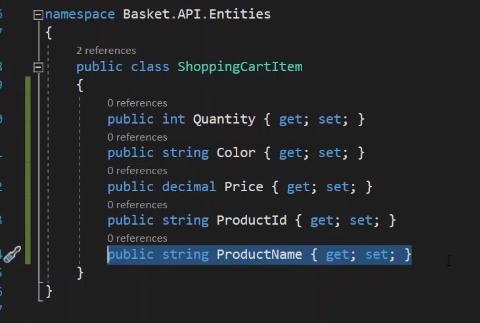 namespace Basket.API.Entities
{
2 references
public class ShoppingCartItem
{
0 references
public int Quantity { get; set; }
0 references
public string Color { get; set; }
0 references
public decimal Price { get; set; }
0 references
public string ProductId { get; set; }
0 references
public string ProductName { get; set; }
}
}